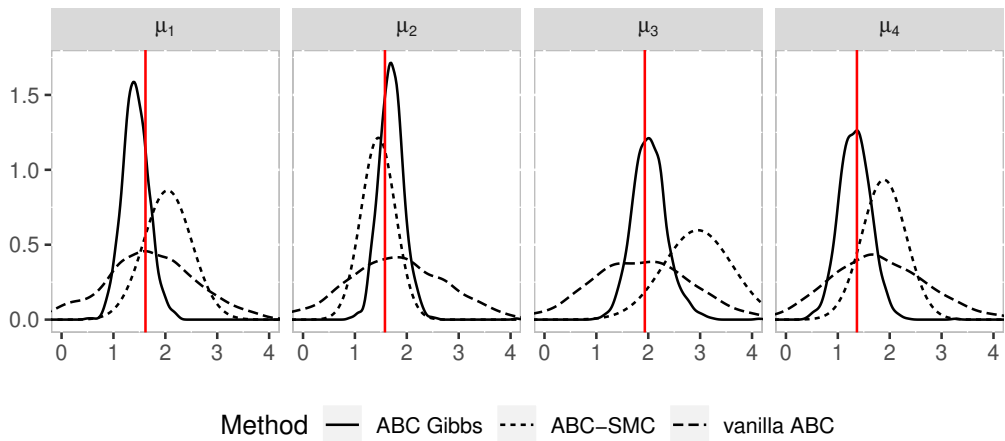 μ₁ μ₂ μ₃ μ₄
1.5
1.0
0.5
0.0
0 1 2 3 4 0 1 2 3 4 0 1 2 3 4 0 1 2 3 4
Method ABC Gibbs ABC−SMC vanilla ABC